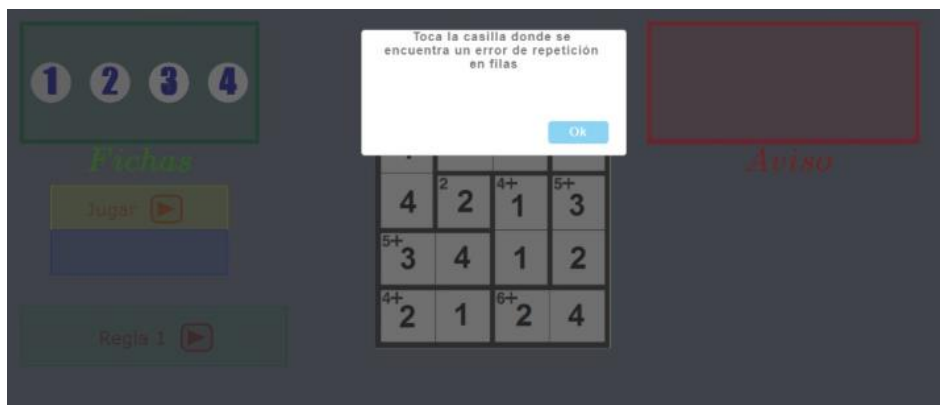 Toca la casilla donde se
encuentra un error de repetición
en filas
Ok
1 2 3 4
Fichas
Aviso
Jugar
Regla 1
4 2 2 4+ 1 5+ 3
5+ 3 4 1 2
4+ 2 1 6+ 2 4